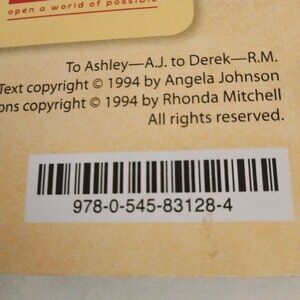 open a world of possible
To Ashley—A.J. to Derek—R.M.
Text copyright © 1994 by Angela Johnson
ons copyright © 1994 by Rhonda Mitchell
All rights reserved.
978-0-545-83128-4